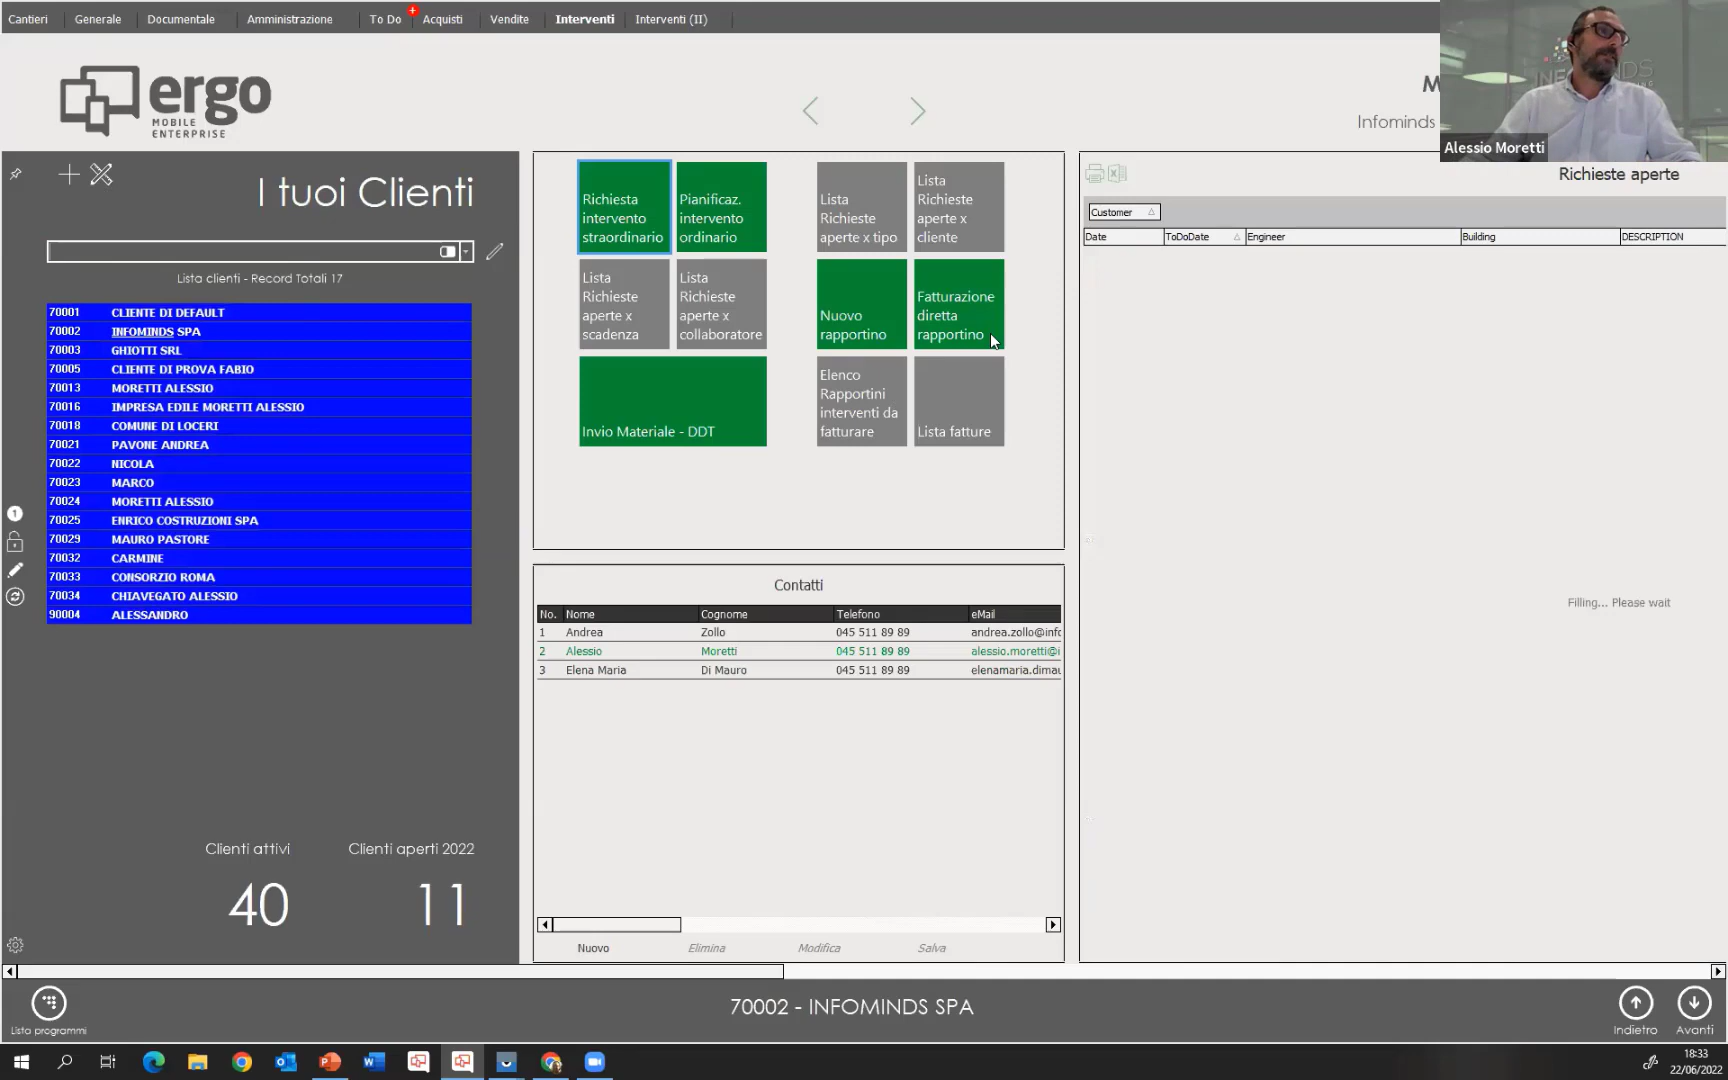 Cantieri Generale Documentale Amministrazione To Do Acquisti Vendite Interventi Interventi (II)
ergo
MOBILE
ENTERPRISE
Infominds
Alessio Moretti
I tuoi Clienti
Lista clienti - Record Totali 17
70001 CLIENTE DI DEFAULT
70002 INFOMINDS SPA
70003 GHIOTTI SRL
70005 CLIENTE DI PROVA FABIO
70013 MORETTI ALESSIO
70016 IMPRESA EDILE MORETTI ALESSIO
70018 COMUNE DI LOCERI
70021 PAVONE ANDREA
70022 NICOLA
70023 MARCO
70024 MORETTI ALESSIO
70025 ENRICO COSTRUZIONI SPA
70029 MAURO PASTORE
70032 CARMINE
70033 CONSORZIO ROMA
70034 CHIAVEGATO ALESSIO
90004 ALESSANDRO
1
Clienti attivi Clienti aperti 2022
40 11
Richiesta
intervento
straordinario
Pianificaz.
intervento
ordinario
Lista
Richieste
aperte x tipo
Lista
Richieste
aperte x
cliente
Lista
Richieste
aperte x
scadenza
Lista
Richieste
aperte x
collaboratore
Nuovo
rapportino
Fatturazione
diretta
rapportino
Invio Materiale - DDT
Elenco
Rapportini
interventi da
fatturare
Lista fatture
Contatti
No. Nome Cognome Telefono eMail
1 Andrea Zollo 045 511 89 89 andrea.zollo@info
2 Alessio Moretti 045 511 89 89 alessio.moretti@i
3 Elena Maria Di Mauro 045 511 89 89 elenamaria.dimau
Nuovo Elimina Modifica Salva
Richieste aperte
Customer
Date ToDoDate Engineer Building DESCRIPTION
Filling... Please wait
Lista programmi
70002 - INFOMINDS SPA
Indietro Avanti
18:33
22/06/2022